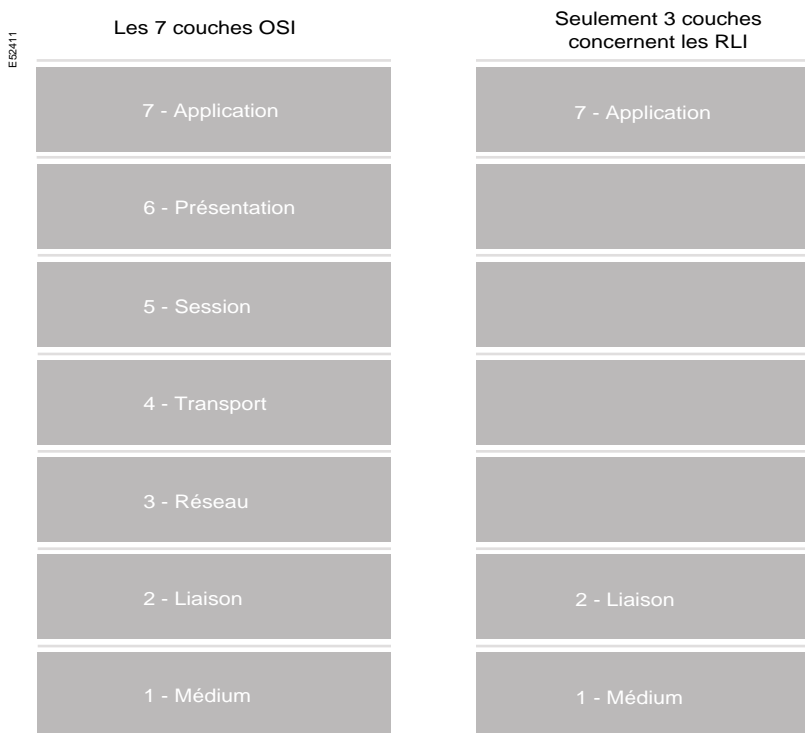 E52411
Les 7 couches OSI
7 - Application
6 - Présentation
5 - Session
4 - Transport
3 - Réseau
2 - Liaison
1 - Médium
Seulement 3 couches
concernent les RLI
7 - Application
2 - Liaison
1 - Médium